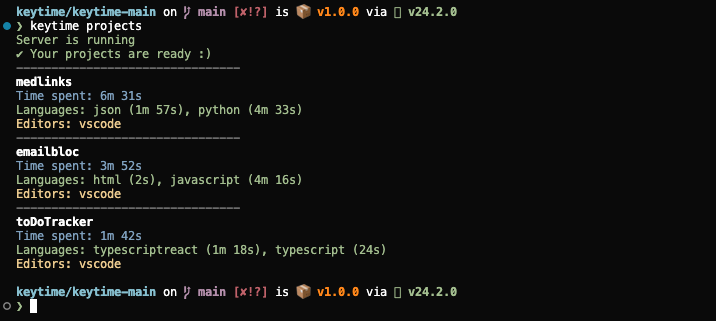 keytime/keytime-main on  main [✘!?] is 📦 v1.0.0 via  v24.2.0
❯ keytime projects
Server is running
✔ Your projects are ready :)
--------------------------------
medlinks
Time spent: 6m 31s
Languages: json (1m 57s), python (4m 33s)
Editors: vscode
--------------------------------
emailbloc
Time spent: 3m 52s
Languages: html (2s), javascript (4m 16s)
Editors: vscode
--------------------------------
toDoTracker
Time spent: 1m 42s
Languages: typescriptreact (1m 18s), typescript (24s)
Editors: vscode
keytime/keytime-main on  main [✘!?] is 📦 v1.0.0 via  v24.2.0
❯